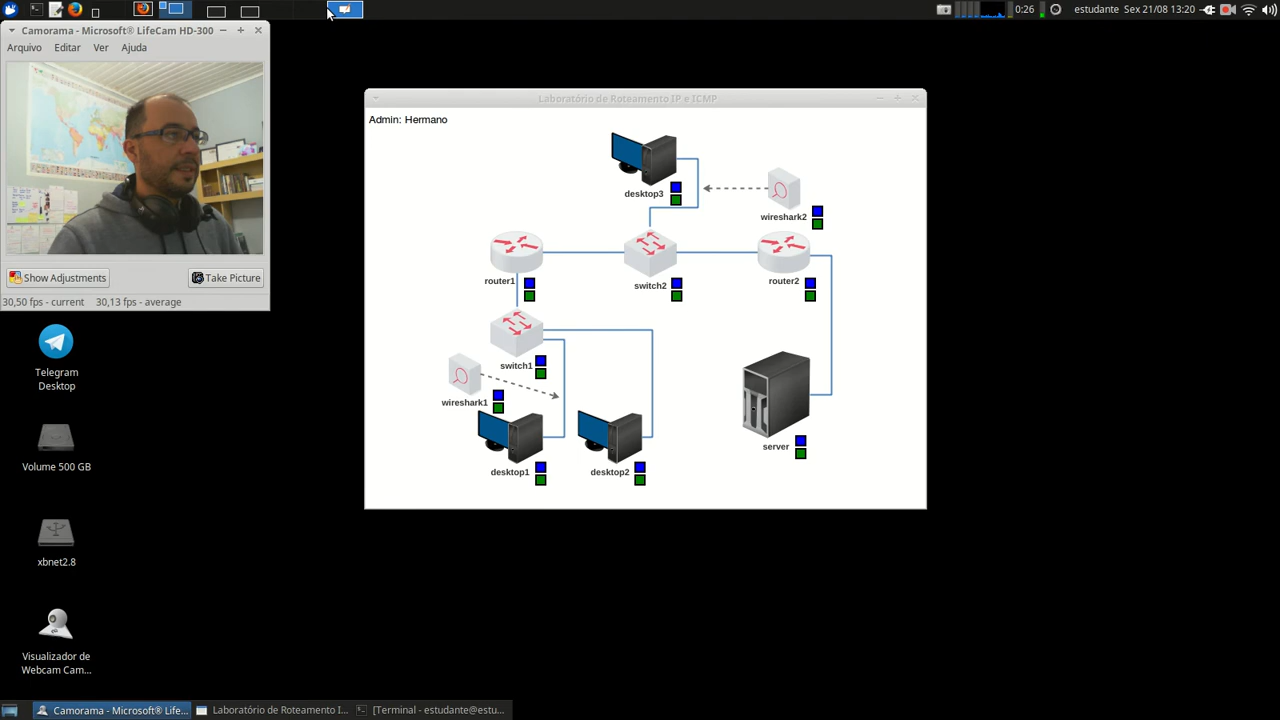 0:26
estudante Sex 21/08 13:20
Camorama - Microsoft® LifeCam HD-300
Arquivo Editar Ver Ajuda
Show Adjustments
Take Picture
30,50 fps - current 30,13 fps - average
Laboratório de Roteamento IP e ICMP
Admin: Hermano
desktop3
wireshark2
router1
switch2
router2
switch1
wireshark1
server
desktop1
desktop2
Telegram
Desktop
Volume 500 GB
xbnet2.8
Visualizador de
Webcam Cam...
Camorama - Microsoft® Life...
Laboratório de Roteamento I...
[Terminal - estudante@estu...